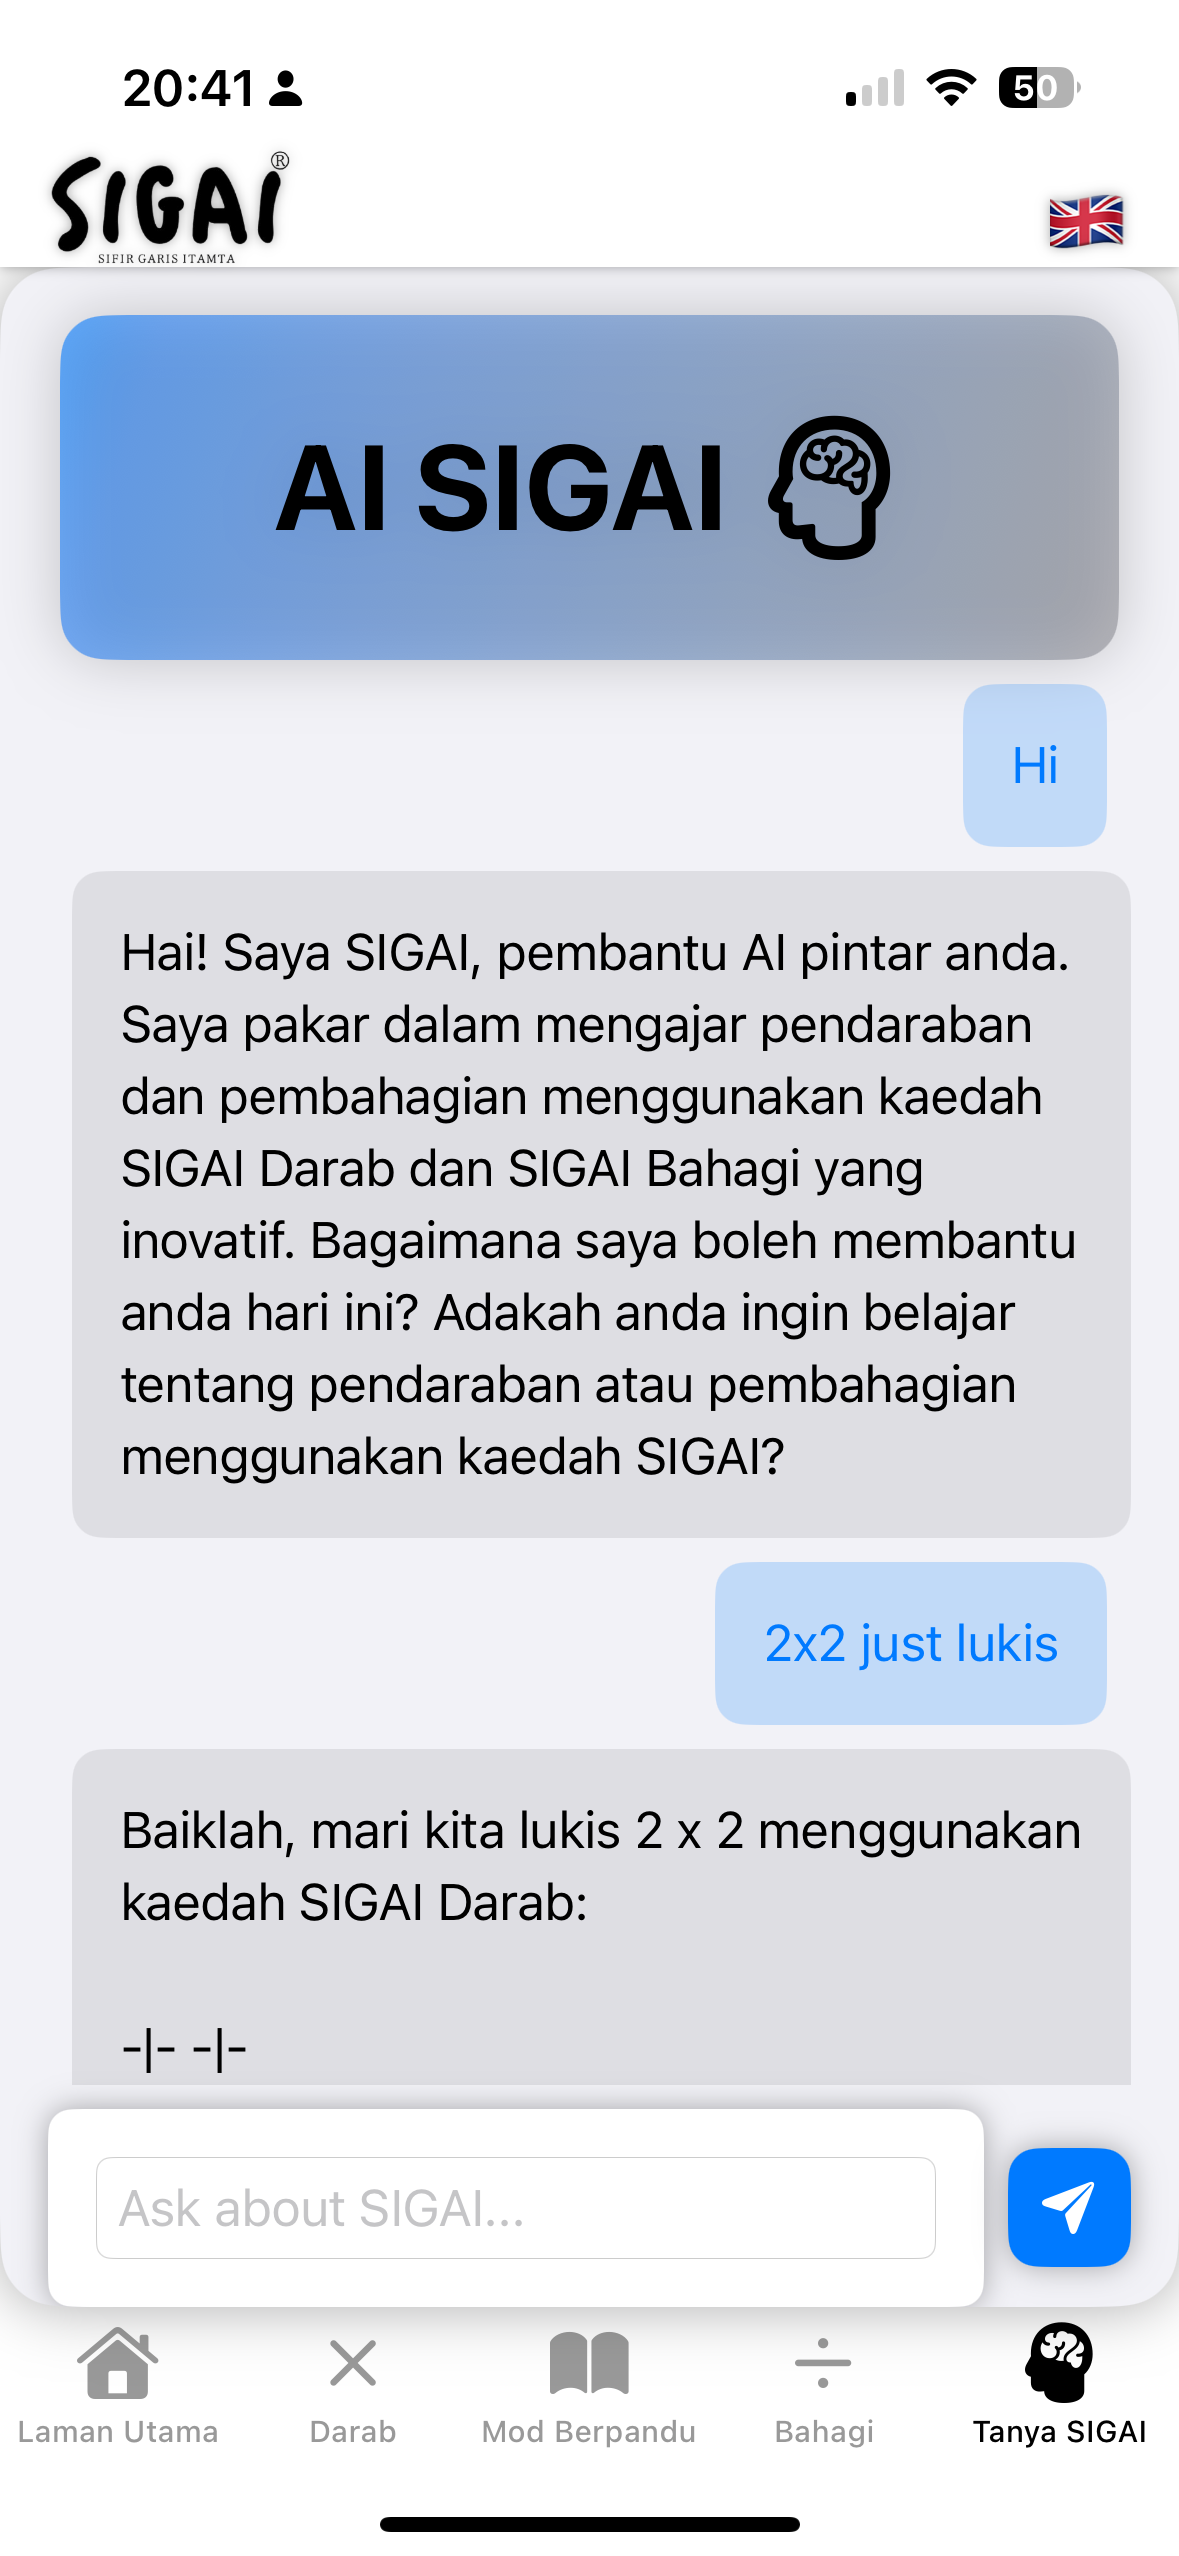 20:41
50
SIGAI®
SIFIR GARIS ITAMTA
AI SIGAI
Hi
Hai! Saya SIGAI, pembantu AI pintar anda.
Saya pakar dalam mengajar pendaraban
dan pembahagian menggunakan kaedah
SIGAI Darab dan SIGAI Bahagi yang
inovatif. Bagaimana saya boleh membantu
anda hari ini? Adakah anda ingin belajar
tentang pendaraban atau pembahagian
menggunakan kaedah SIGAI?
2x2 just lukis
Baiklah, mari kita lukis 2 x 2 menggunakan
kaedah SIGAI Darab:
-|- -|-
Ask about SIGAI...
Laman Utama
Darab
Mod Berpandu
Bahagi
Tanya SIGAI